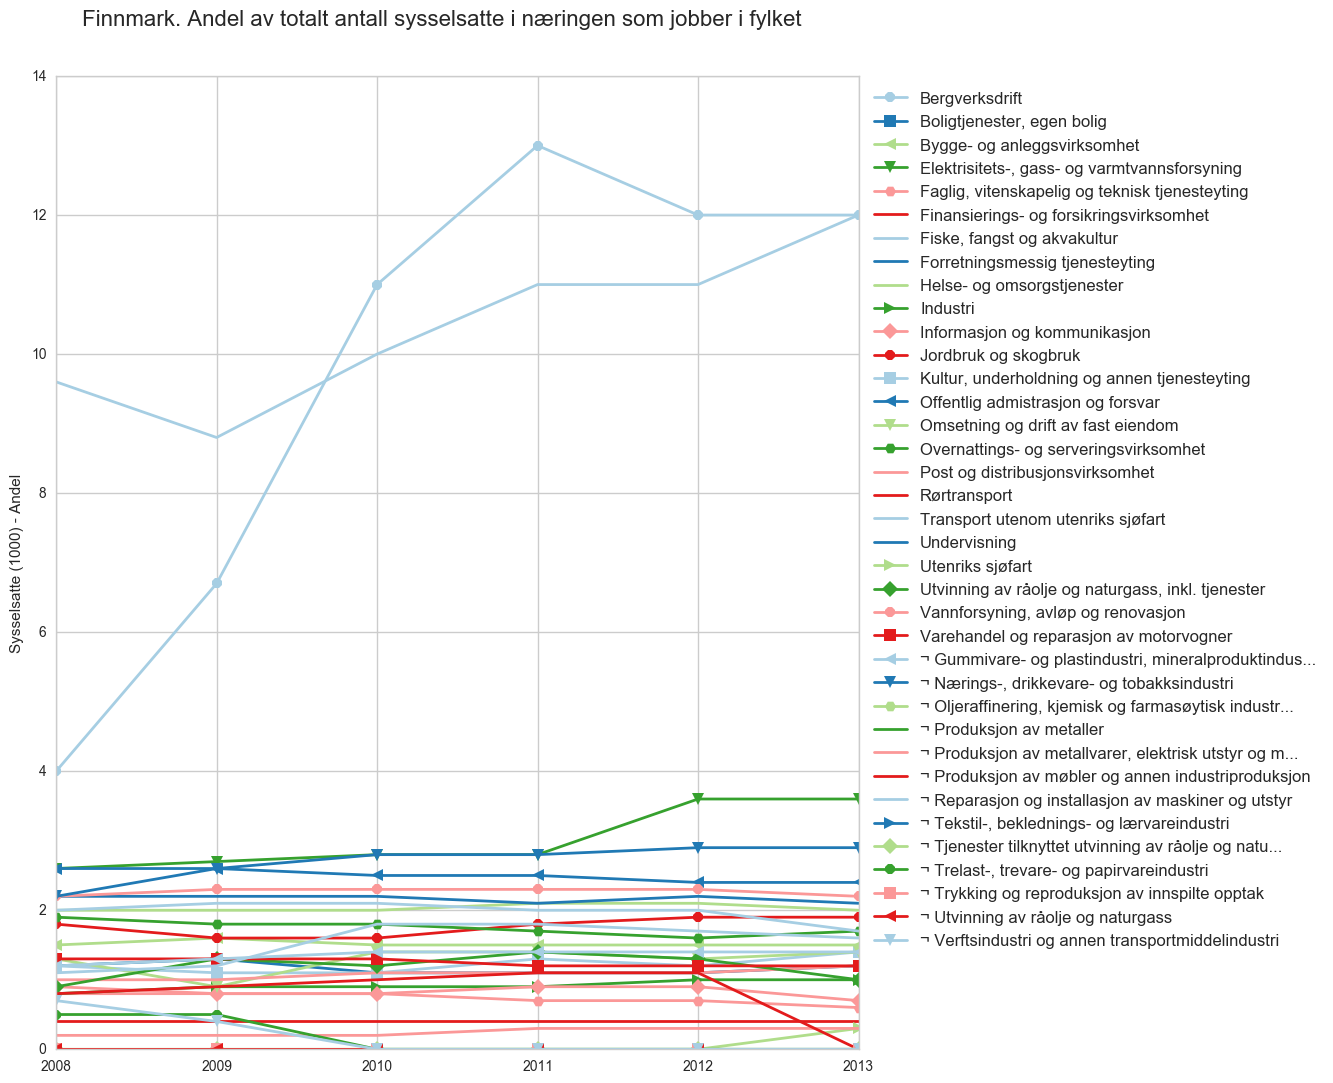 Finnmark. Andel av totalt antall sysselsatte i næringen som jobber i fylket
14
12
10
8
6
4
2
0
Sysselsatte (1000) - Andel
2008
2009
2010
2011
2012
2013
Bergverksdrift
Boligtjenester, egen bolig
Bygge- og anleggsvirksomhet
Elektrisitets-, gass- og varmtvannsforsyning
Faglig, vitenskapelig og teknisk tjenesteyting
Finansierings- og forsikringsvirksomhet
Fiske, fangst og akvakultur
Forretningsmessig tjenesteyting
Helse- og omsorgstjenester
Industri
Informasjon og kommunikasjon
Jordbruk og skogbruk
Kultur, underholdning og annen tjenesteyting
Offentlig admistrasjon og forsvar
Omsetning og drift av fast eiendom
Overnattings- og serveringsvirksomhet
Post og distribusjonsvirksomhet
Rørtransport
Transport utenom utenriks sjøfart
Undervisning
Utenriks sjøfart
Utvinning av råolje og naturgass, inkl. tjenester
Vannforsyning, avløp og renovasjon
Varehandel og reparasjon av motorvogner
¬ Gummivare- og plastindustri, mineralproduktindus...
¬ Nærings-, drikkevare- og tobakksindustri
¬ Oljeraffinering, kjemisk og farmasøytisk industr...
¬ Produksjon av metaller
¬ Produksjon av metallvarer, elektrisk utstyr og m...
¬ Produksjon av møbler og annen industriproduksjon
¬ Reparasjon og installasjon av maskiner og utstyr
¬ Tekstil-, beklednings- og lærvareindustri
¬ Tjenester tilknyttet utvinning av råolje og natu...
¬ Trelast-, trevare- og papirvareindustri
¬ Trykking og reproduksjon av innspilte opptak
¬ Utvinning av råolje og naturgass
¬ Verftsindustri og annen transportmiddelindustri